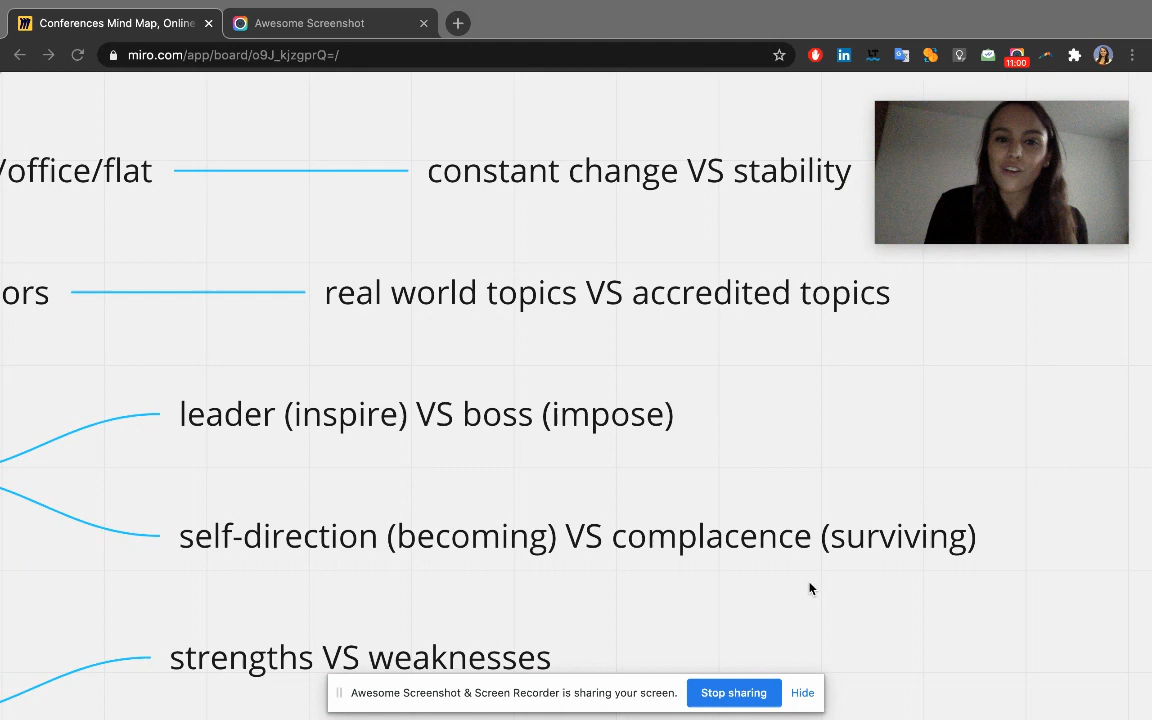 Conferences Mind Map, Online
Awesome Screenshot
miro.com/app/board/o9J_kjzgprQ=/
11:00
/office/flat
constant change VS stability
ors
real world topics VS accredited topics
leader (inspire) VS boss (impose)
self-direction (becoming) VS complacence (surviving)
strengths VS weaknesses
Awesome Screenshot & Screen Recorder is sharing your screen.
Stop sharing
Hide